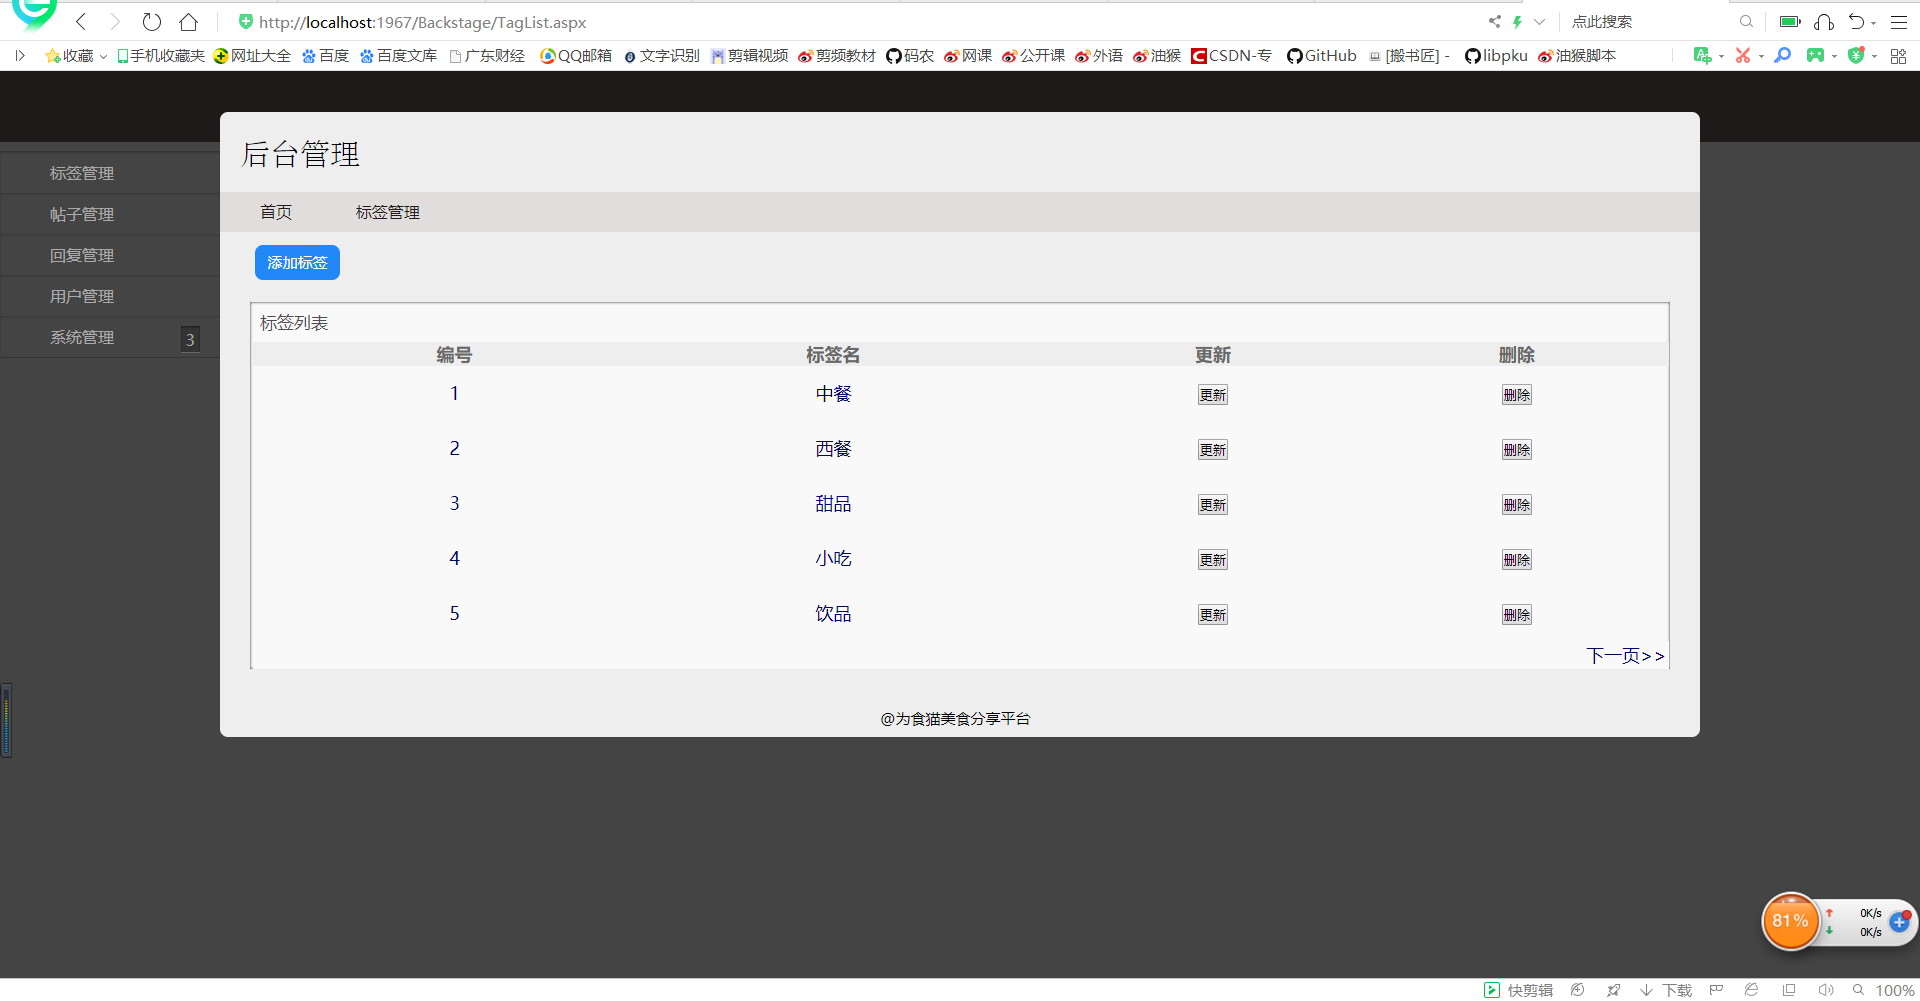 http://localhost:1967/Backstage/TagList.aspx
点此搜索
收藏 手机收藏夹 网址大全 百度 百度文库 广东财经 QQ邮箱 文字识别 剪辑视频 剪频教材 码农 网课 公开课 外语 油猴 CSDN-专 GitHub [搬书匠] - libpku 油猴脚本
标签管理
帖子管理
回复管理
用户管理
系统管理 3
后台管理
首页 标签管理
添加标签
标签列表
编号 标签名 更新 删除
1 中餐 更新 删除
2 西餐 更新 删除
3 甜品 更新 删除
4 小吃 更新 删除
5 饮品 更新 删除
下一页>>
@为食猫美食分享平台
81%
0K/s
0K/s
快剪辑 下载 100%